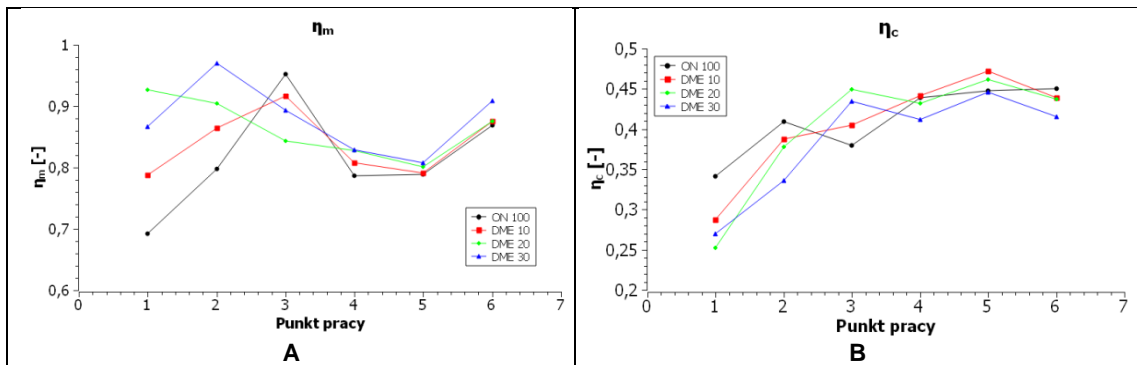 ηm
1
0,9
0,8
0,7
0,6
ηm [-]
ON 100
DME 10
DME 20
DME 30
0 1 2 3 4 5 6 7
Punkt pracy
A
ηc
0,5
0,45
0,4
0,35
0,3
0,25
0,2
ηc [-]
ON 100
DME 10
DME 20
DME 30
0 1 2 3 4 5 6 7
Punkt pracy
B